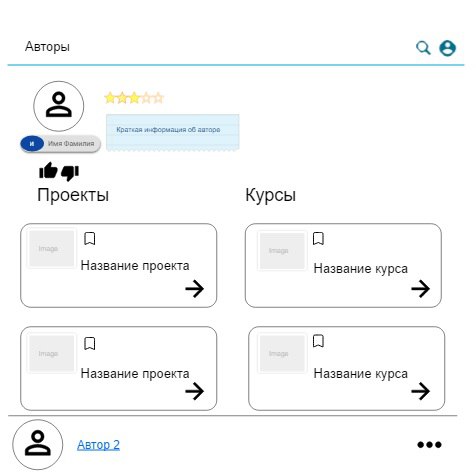 Авторы
Краткая информация об авторе
И Имя Фамилия
Проекты
Курсы
Image
Название проекта
Image
Название курса
Image
Название проекта
Image
Название курса
Автор 2